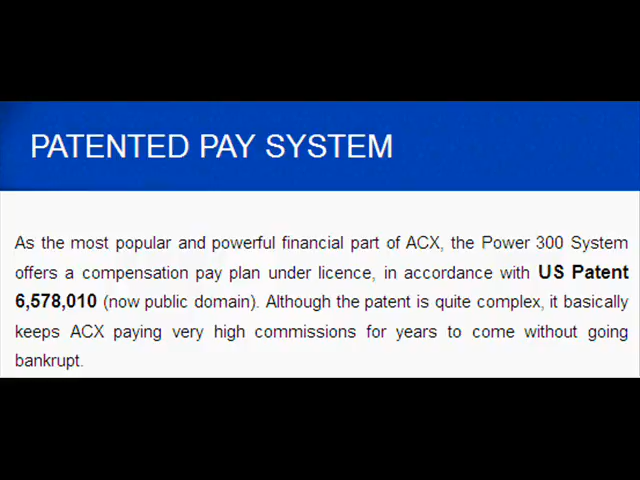 PATENTED PAY SYSTEM
As the most popular and powerful financial part of ACX, the Power 300 System
offers a compensation pay plan under licence, in accordance with US Patent
6,578,010 (now public domain). Although the patent is quite complex, it basically
keeps ACX paying very high commissions for years to come without going
bankrupt.